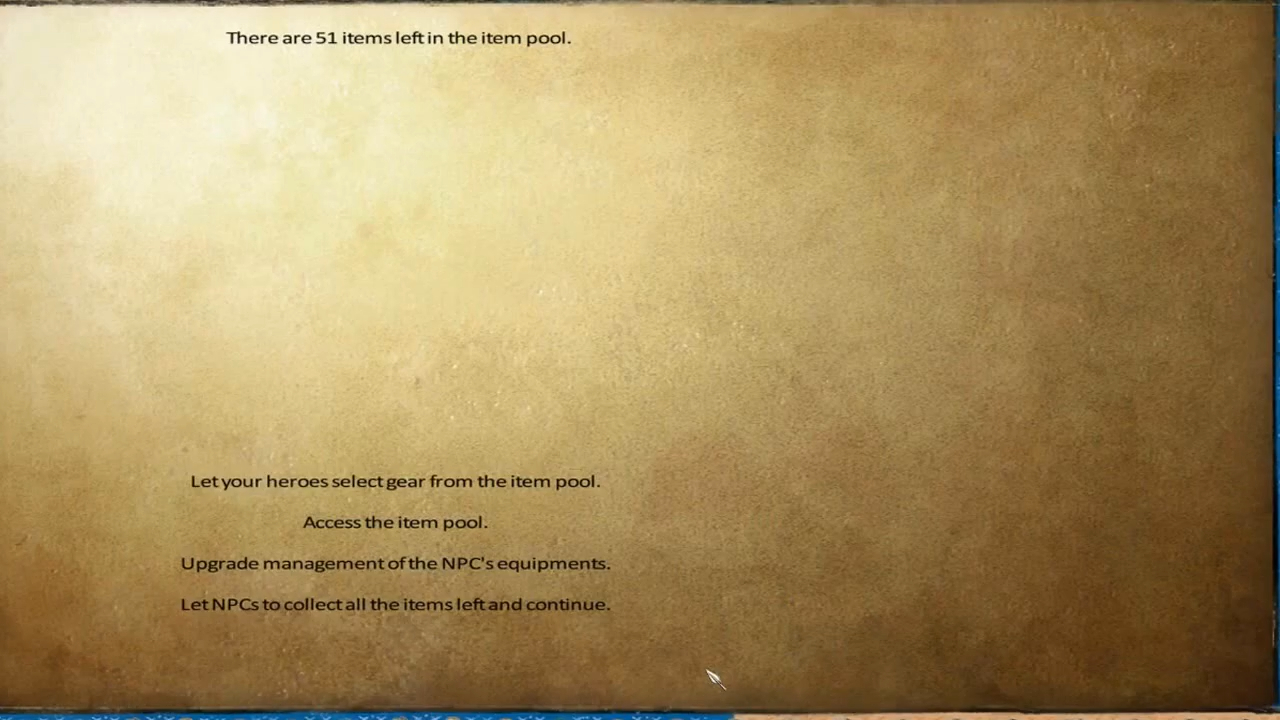 There are 51 items left in the item pool.
Let your heroes select gear from the item pool.
Access the item pool.
Upgrade management of the NPC's equipments.
Let NPCs to collect all the items left and continue.